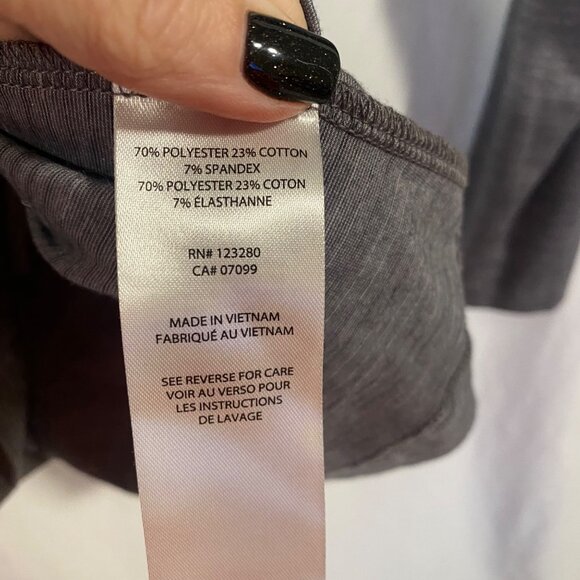 70% POLYESTER 23% COTTON
7% SPANDEX
70% POLYESTER 23% COTON
7% ÉLASTHANNE
RN# 123280
CA# 07099
MADE IN VIETNAM
FABRIQUÉ AU VIETNAM
SEE REVERSE FOR CARE
VOIR AU VERSO POUR
LES INSTRUCTIONS
DE LAVAGE